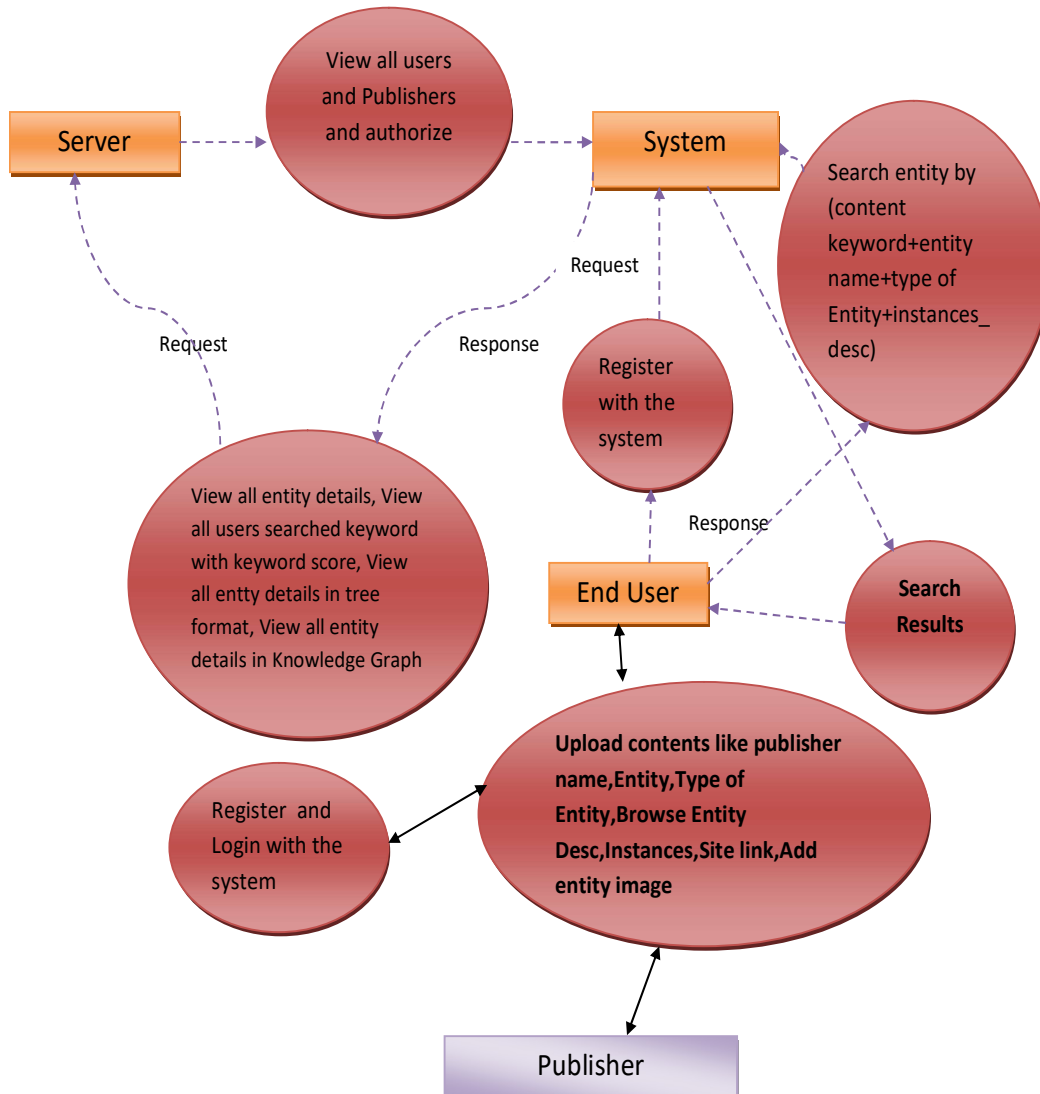 View all users
and Publishers
and authorize
Server
System
Search entity by
(content
keyword+entity
name+type of
Entity+instances_
desc)
Request
Request
Response
Register
with the
system
View all entity details, View
all users searched keyword
with keyword score, View
all entty details in tree
format, View all entity
details in Knowledge Graph
Response
End User
Search
Results
Upload contents like publisher
name,Entity,Type of
Entity,Browse Entity
Desc,Instances,Site link,Add
entity image
Register and
Login with the
system
Publisher